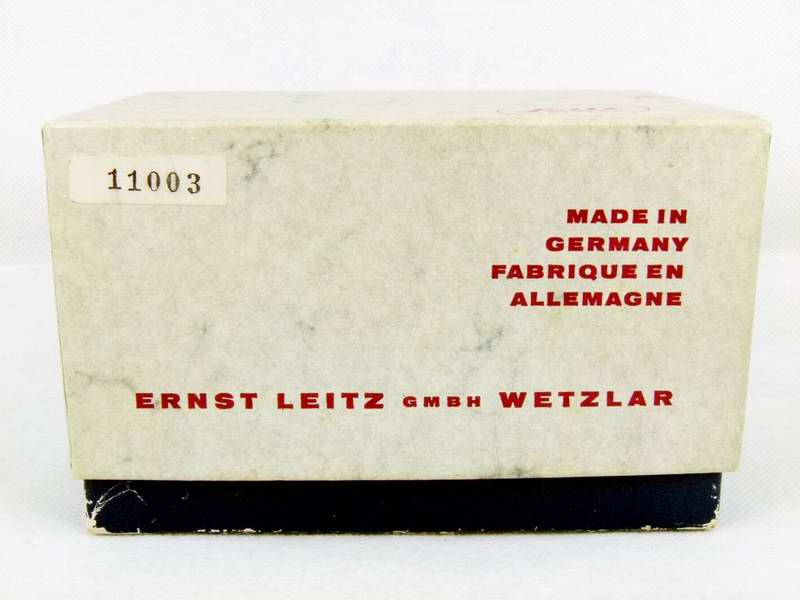 11003
MADE IN
GERMANY
FABRIQUE EN
ALLEMAGNE
ERNST LEITZ GMBH WETZLAR